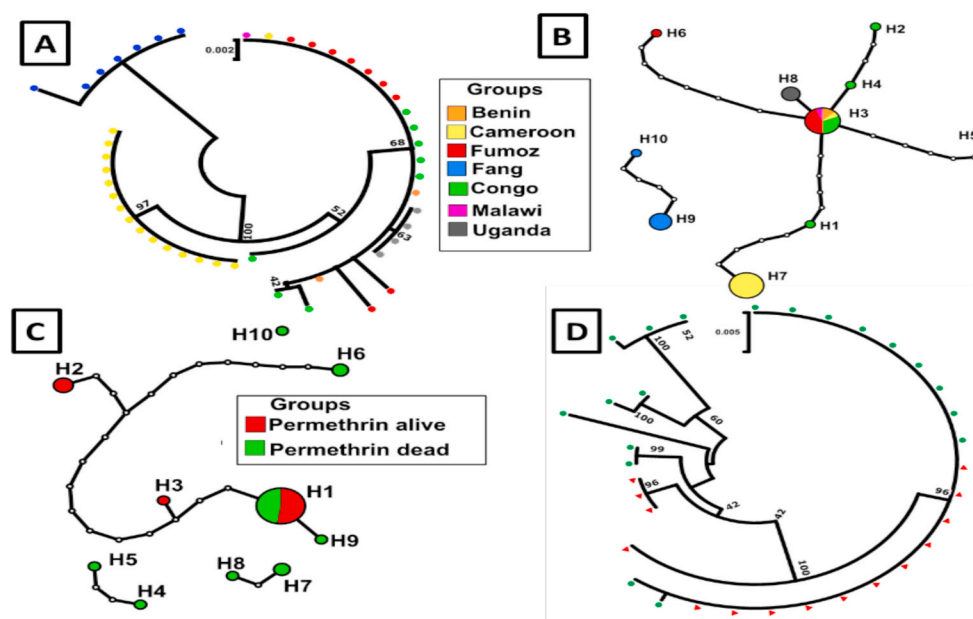 A
0.002
68
97
52
100
63
42
Groups
Benin
Cameroon
Fumoz
Fang
Congo
Malawi
Uganda
B
H6
H2
H8
H4
H3
H10
H5
H9
H1
H7
C
H10
H6
H2
Groups
Permethrin alive
Permethrin dead
H3
H1
H9
H5
H8
H7
H4
D
0.005
52
100
60
100
99
96
96
42
42
100